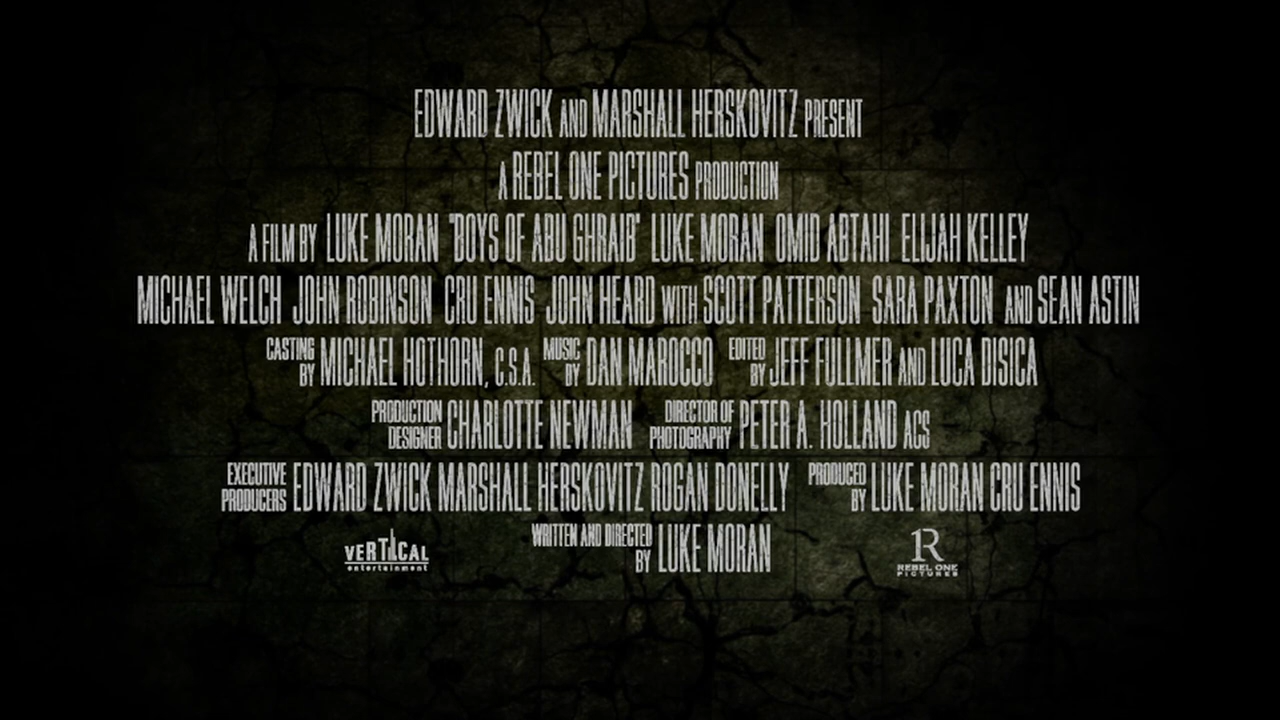 EDWARD ZWICK AND MARSHALL HERSKOVITZ PRESENT
A REBEL ONE PICTURES PRODUCTION
A FILM BY LUKE MORAN "BOYS OF ABU GHRAIB" LUKE MORAN OMID ABTAHI ELIJAH KELLEY
MICHAEL WELCH JOHN ROBINSON CRU ENNIS JOHN HEARD WITH SCOTT PATTERSON SARA PAXTON AND SEAN ASTIN
CASTING BY MICHAEL HOTHORN, C.S.A. MUSIC BY DAN MAROCCO EDITED BY JEFF FULLMER AND LUCA DISICA
PRODUCTION DESIGNER CHARLOTTE NEWMAN DIRECTOR OF PHOTOGRAPHY PETER A. HOLLAND ACS
EXECUTIVE PRODUCERS EDWARD ZWICK MARSHALL HERSKOVITZ ROGAN DONELLY PRODUCED BY LUKE MORAN CRU ENNIS
WRITTEN AND DIRECTED BY LUKE MORAN
VERTICAL
entertainment
1R
REBEL ONE
PICTURES